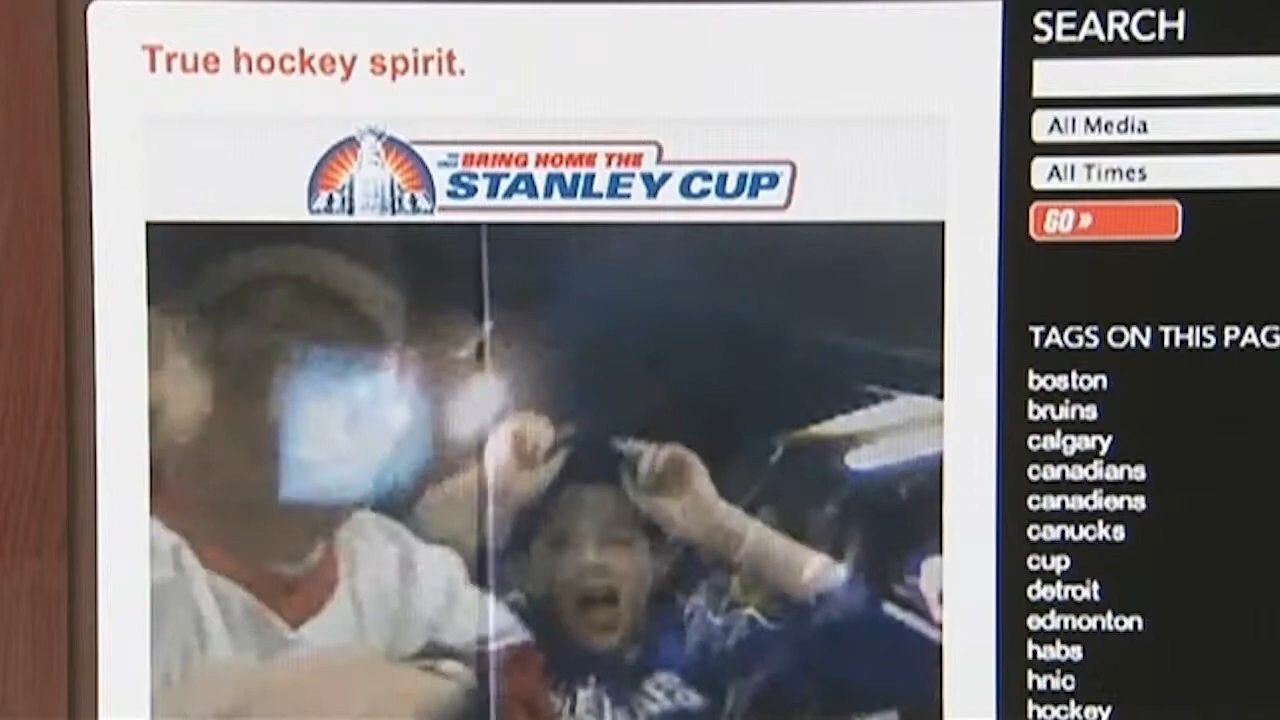 True hockey spirit.
BRING HOME THE
STANLEY CUP
SEARCH
All Media
All Times
GO »
TAGS ON THIS PAG
boston
bruins
calgary
canadians
canadiens
canucks
cup
detroit
edmonton
habs
hnic
hockey